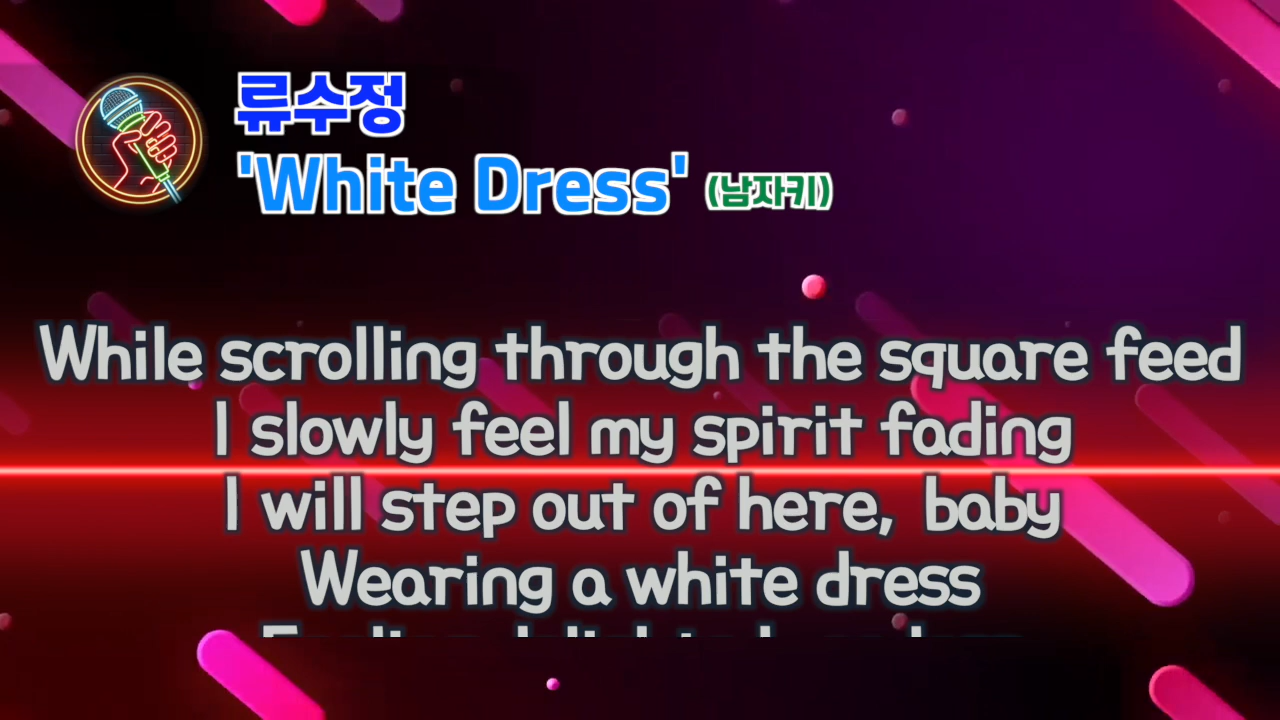 류수정
'White Dress' (남자키)
While scrolling through the square feed
I slowly feel my spirit fading
I will step out of here, baby
Wearing a white dress